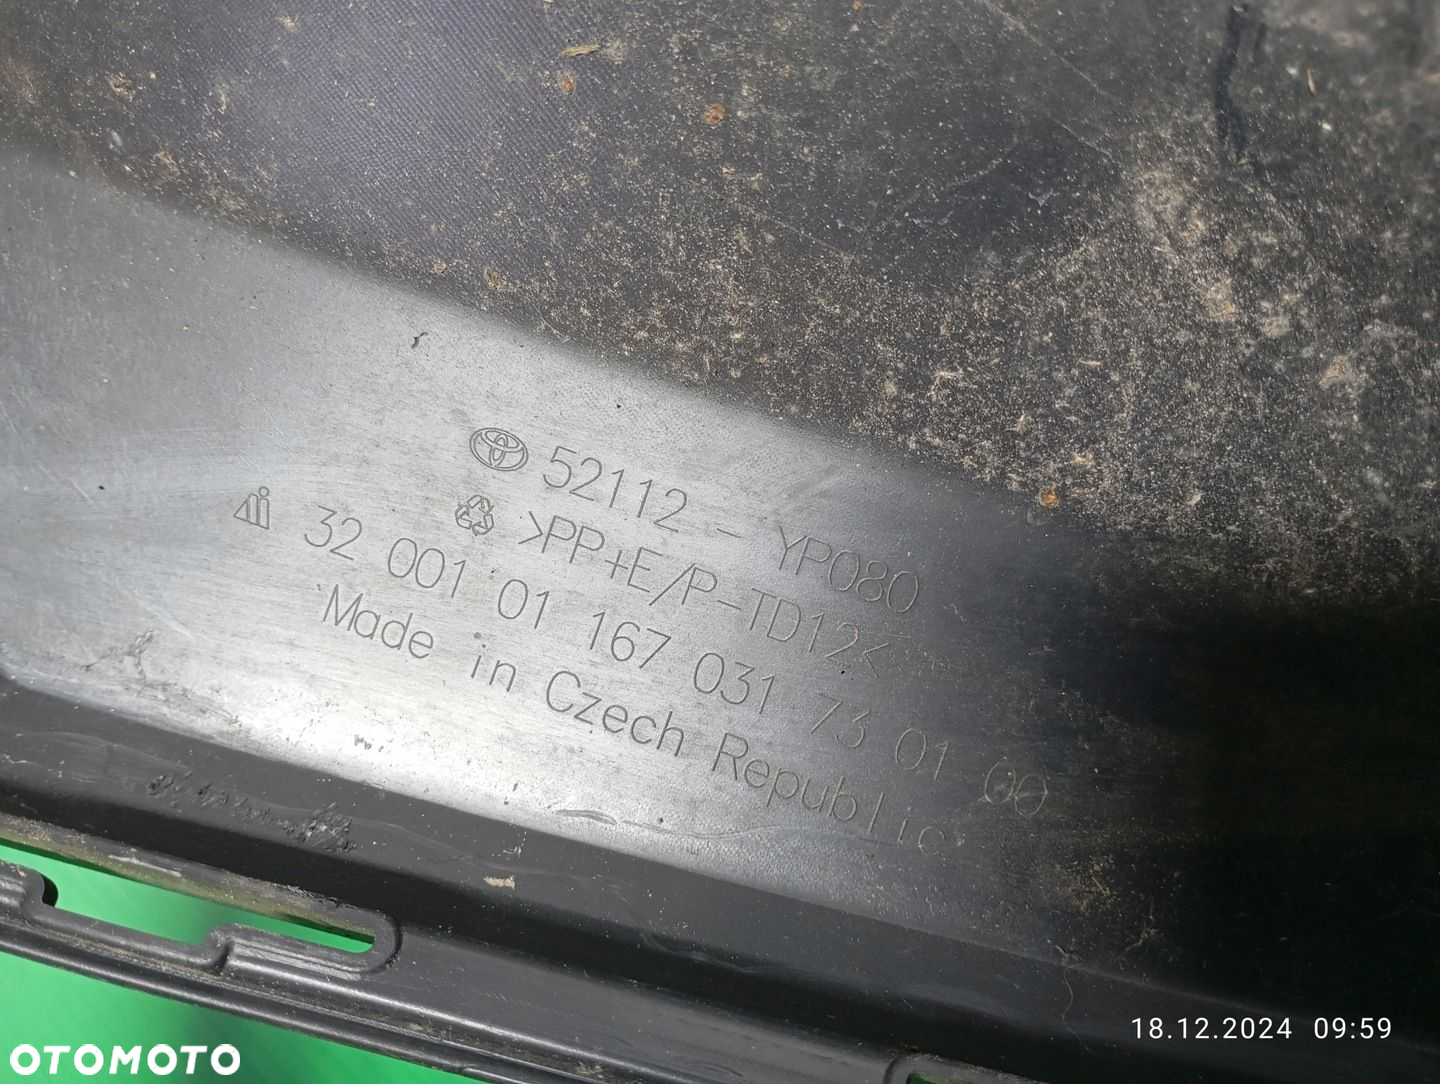 52112 - YP080
>PP+E/P-TD12<
32 001 01 167 031 73 01 00
Made in Czech Republic
18.12.2024 09:59
OTOMOTO